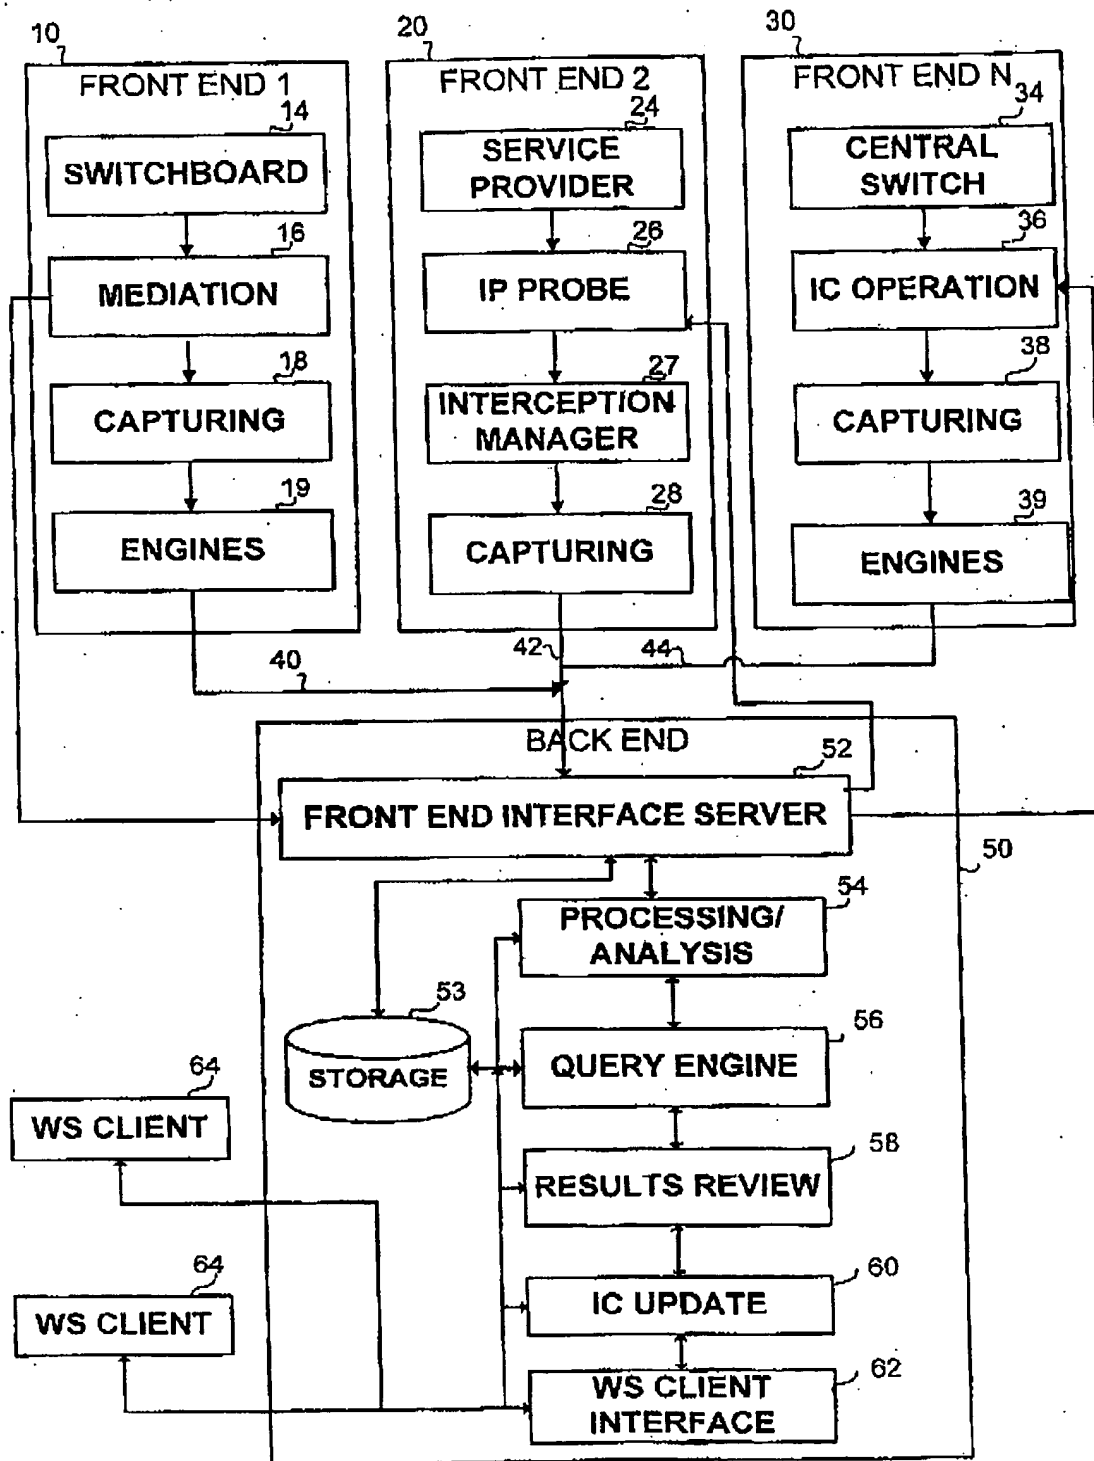 10
20
30
FRONT END 1
FRONT END 2
FRONT END N
14
24
34
SWITCHBOARD
SERVICE
PROVIDER
CENTRAL
SWITCH
16
26
36
MEDIATION
IP PROBE
IC OPERATION
18
27
38
CAPTURING
INTERCEPTION
MANAGER
CAPTURING
19
28
39
ENGINES
CAPTURING
ENGINES
42
44
40
BACK END
52
FRONT END INTERFACE SERVER
50
54
PROCESSING/
ANALYSIS
53
STORAGE
56
QUERY ENGINE
64
WS CLIENT
58
RESULTS REVIEW
64
WS CLIENT
60
IC UPDATE
62
WS CLIENT
INTERFACE